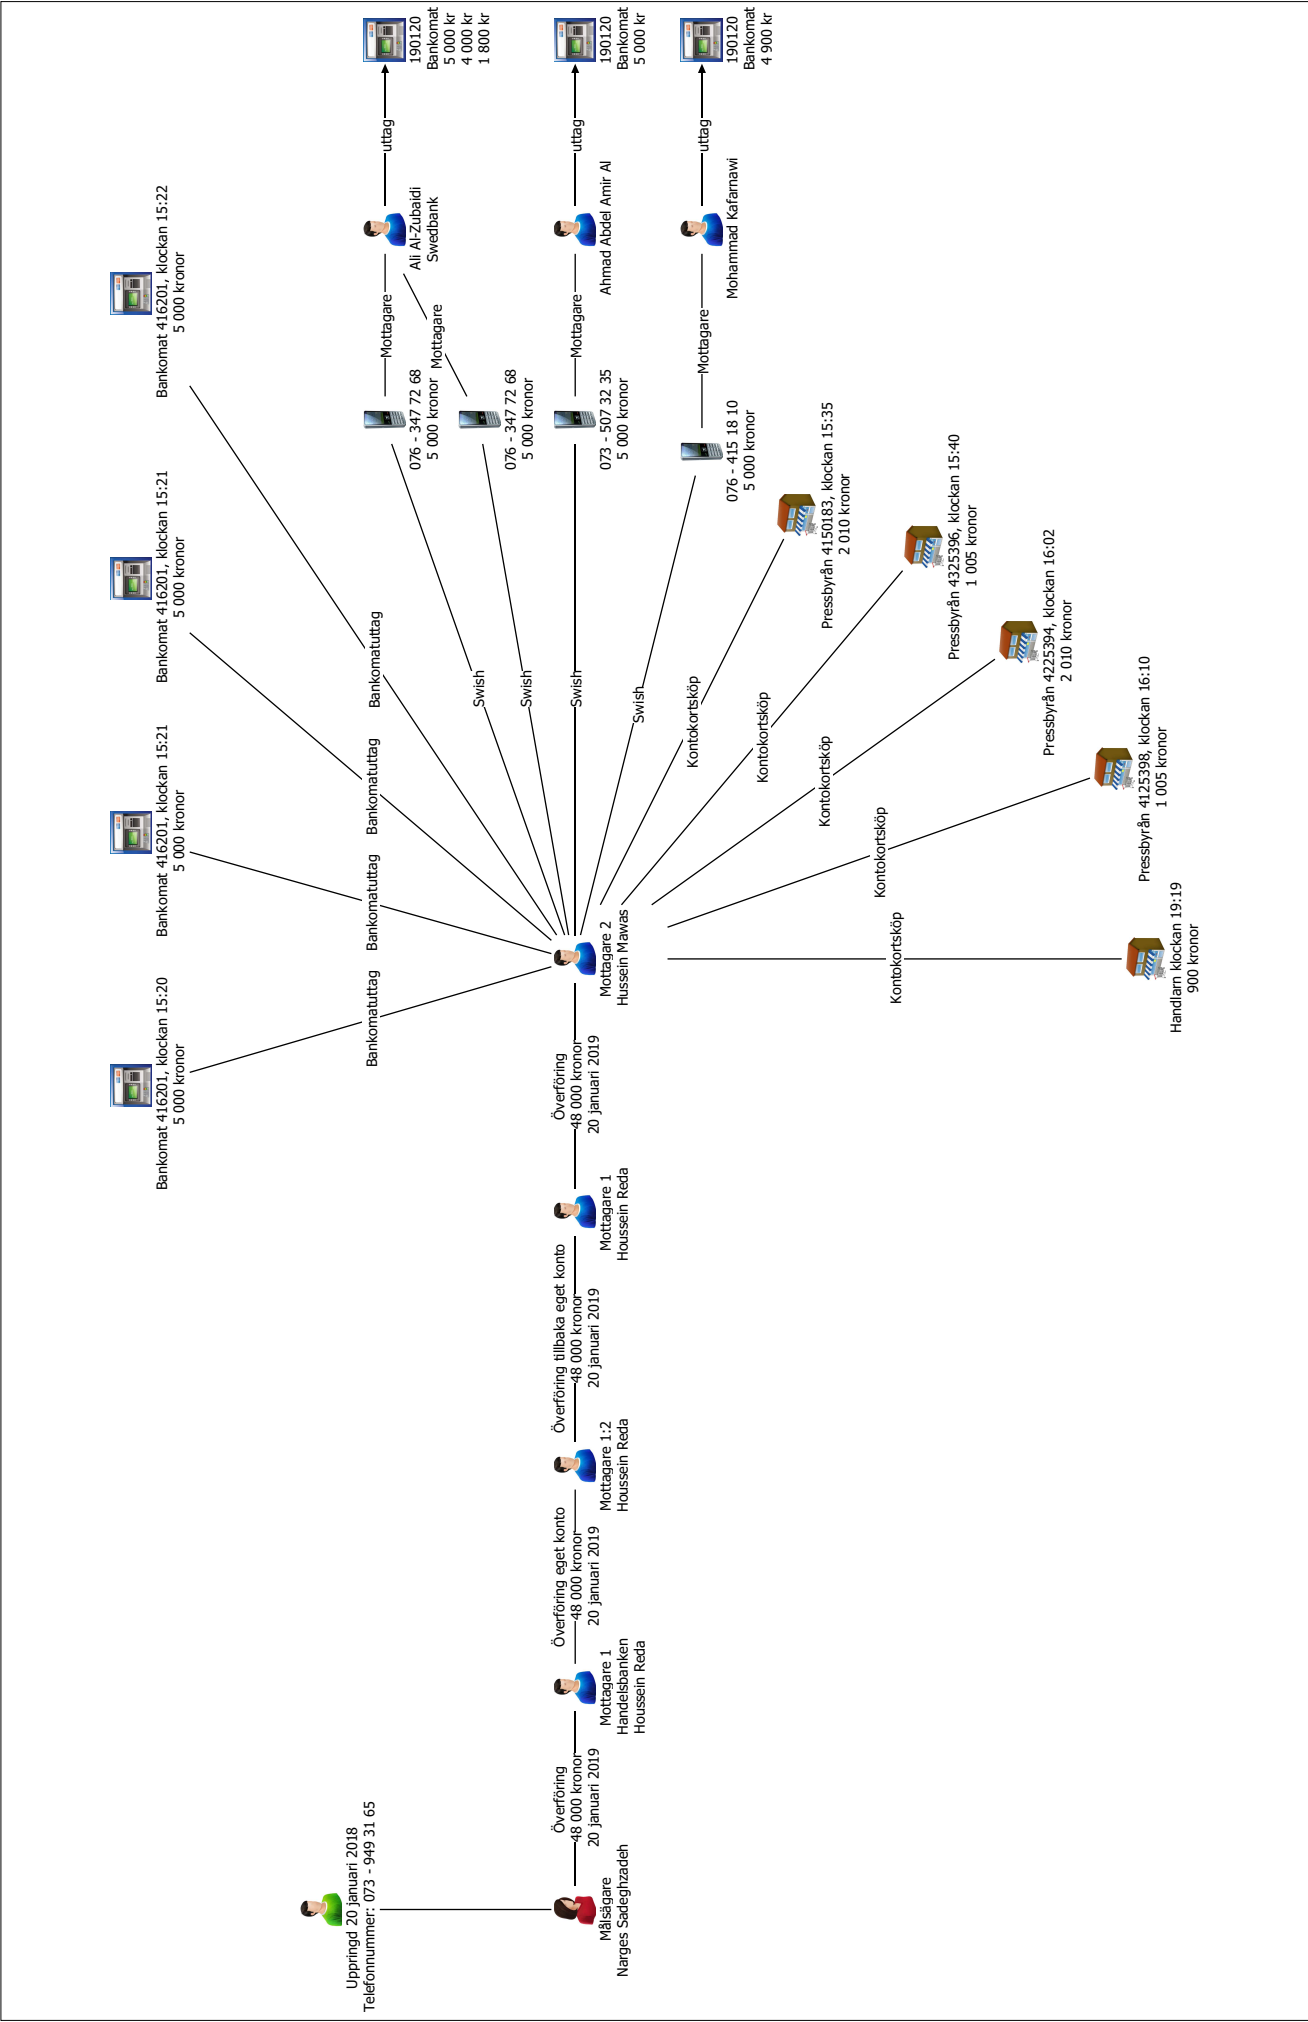 Uppringd 20 januari 2018
Telefonnummer: 073 - 949 31 65
Målsägare
Narges Sadeghzadeh
Överföring
48 000 kronor
20 januari 2019
Mottagare 1
Handelsbanken
Houssein Reda
Överföring eget konto
48 000 kronor
20 januari 2019
Mottagare 1:2
Houssein Reda
Överföring tillbaka eget konto
48 000 kronor
20 januari 2019
Mottagare 1
Houssein Reda
Överföring
48 000 kronor
20 januari 2019
Mottagare 2
Hussein Mawas
Bankomatuttag
Bankomat 416201, klockan 15:20
5 000 kronor
Bankomatuttag
Bankomat 416201, klockan 15:21
5 000 kronor
Bankomatuttag
Bankomat 416201, klockan 15:21
5 000 kronor
Bankomatuttag
Bankomat 416201, klockan 15:22
5 000 kronor
Swish
076 - 347 72 68
5 000 kronor
Mottagare
Swish
076 - 347 72 68
5 000 kronor
Mottagare
Ali Al-Zubaidi
Swedbank
uttag
190120
Bankomat
5 000 kr
4 000 kr
1 800 kr
Swish
073 - 507 32 35
5 000 kronor
Mottagare
Ahmad Abdel Amir Al
uttag
190120
Bankomat
5 000 kr
Swish
076 - 415 18 10
5 000 kronor
Mottagare
Mohammad Kafarnawi
uttag
190120
Bankomat
4 900 kr
Kontokortsköp
Pressbyrån 4150183, klockan 15:35
2 010 kronor
Kontokortsköp
Pressbyrån 4325396, klockan 15:40
1 005 kronor
Kontokortsköp
Pressbyrån 4225394, klockan 16:02
2 010 kronor
Kontokortsköp
Pressbyrån 4125398, klockan 16:10
1 005 kronor
Kontokortsköp
Handlarn klockan 19:19
900 kronor